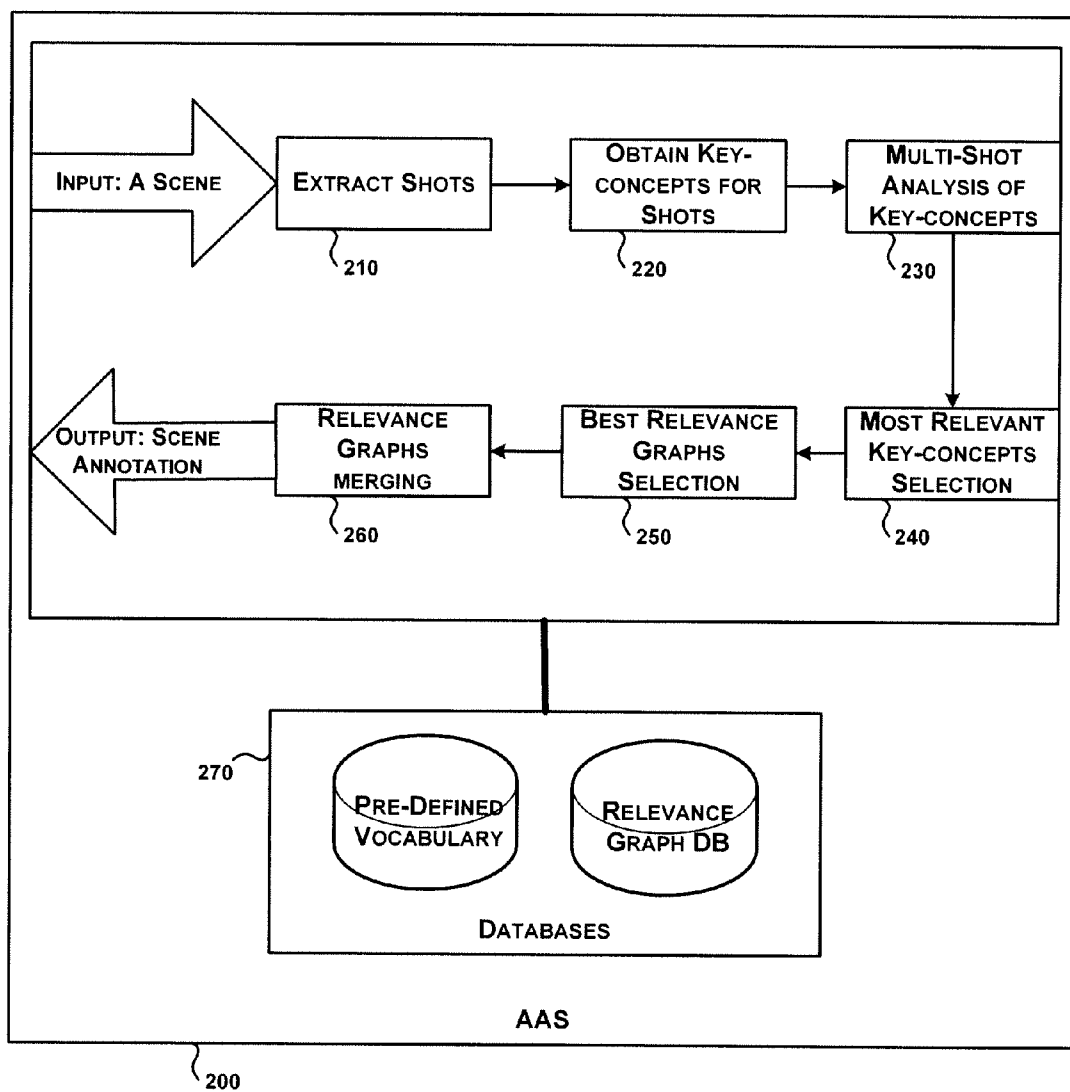 INPUT: A SCENE
EXTRACT SHOTS
210
OBTAIN KEY-
CONCEPTS FOR
SHOTS
220
MULTI-SHOT
ANALYSIS OF
KEY-CONCEPTS
230
OUTPUT: SCENE
ANNOTATION
RELEVANCE
GRAPHS
MERGING
260
BEST RELEVANCE
GRAPHS
SELECTION
250
MOST RELEVANT
KEY-CONCEPTS
SELECTION
240
270
PRE-DEFINED
VOCABULARY
RELEVANCE
GRAPH DB
DATABASES
AAS
200